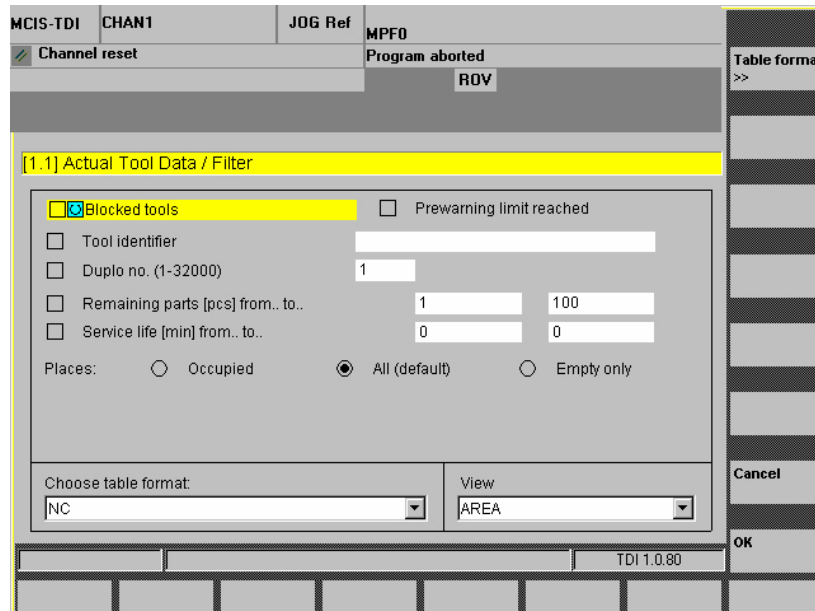 MCIS-TDI CHAN1 JOG Ref MPF0
Channel reset Program aborted
ROV
Table forma
>>
[1.1] Actual Tool Data / Filter
Blocked tools Prewarning limit reached
Tool identifier
Duplo no. (1-32000) 1
Remaining parts [pcs] from.. to.. 1 100
Service life [min] from.. to.. 0 0
Places: Occupied All (default) Empty only
Choose table format: View
NC AREA
Cancel
OK
TDI 1.0.80